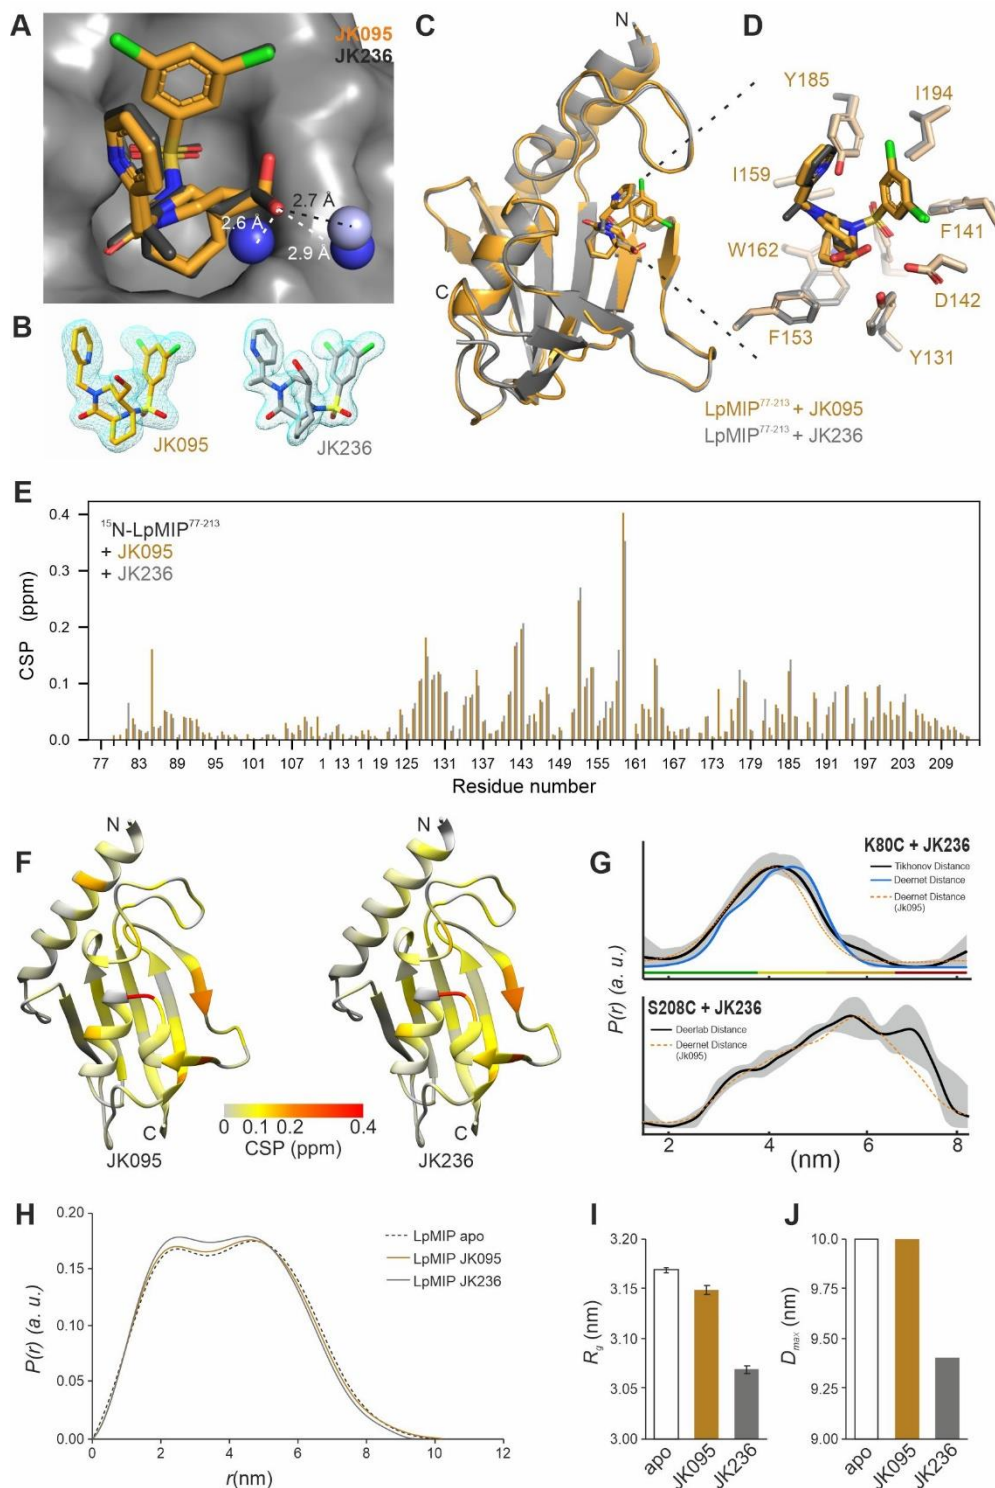 A
JK095
JK236
2.7 Å
2.6 Å
2.9 Å
B
JK095
JK236
C
N
C
LpMIP77-213 + JK095
LpMIP77-213 + JK236
D
Y185
I194
I159
F141
W162
D142
F153
Y131
E
15N-LpMIP77-213
+ JK095
+ JK236
CSP (ppm)
0.4
0.3
0.2
0.1
0.0
77 83 89 95 101 107 1 13 1 19 125 131 137 143 149 155 161 167 173 179 185 191 197 203 209
Residue number
F
N
C
JK095
N
C
JK236
0 0.1 0.2 0.4
CSP (ppm)
G
K80C + JK236
Tikhonov Distance
Deernet Distance
Deernet Distance
(Jk095)
S208C + JK236
Deerlab Distance
Deernet Distance
(Jk095)
P(r) (a. u.)
2 4 6 8
(nm)
H
P(r) (a. u.)
0.20
0.15
0.10
0.05
0.00
0 2 4 6 8 10 12
r(nm)
LpMIP apo
LpMIP JK095
LpMIP JK236
I
Rg (nm)
3.20
3.15
3.10
3.05
3.00
apo
JK095
JK236
J
Dmax (nm)
10.0
9.75
9.50
9.25
9.00
apo
JK095
JK236